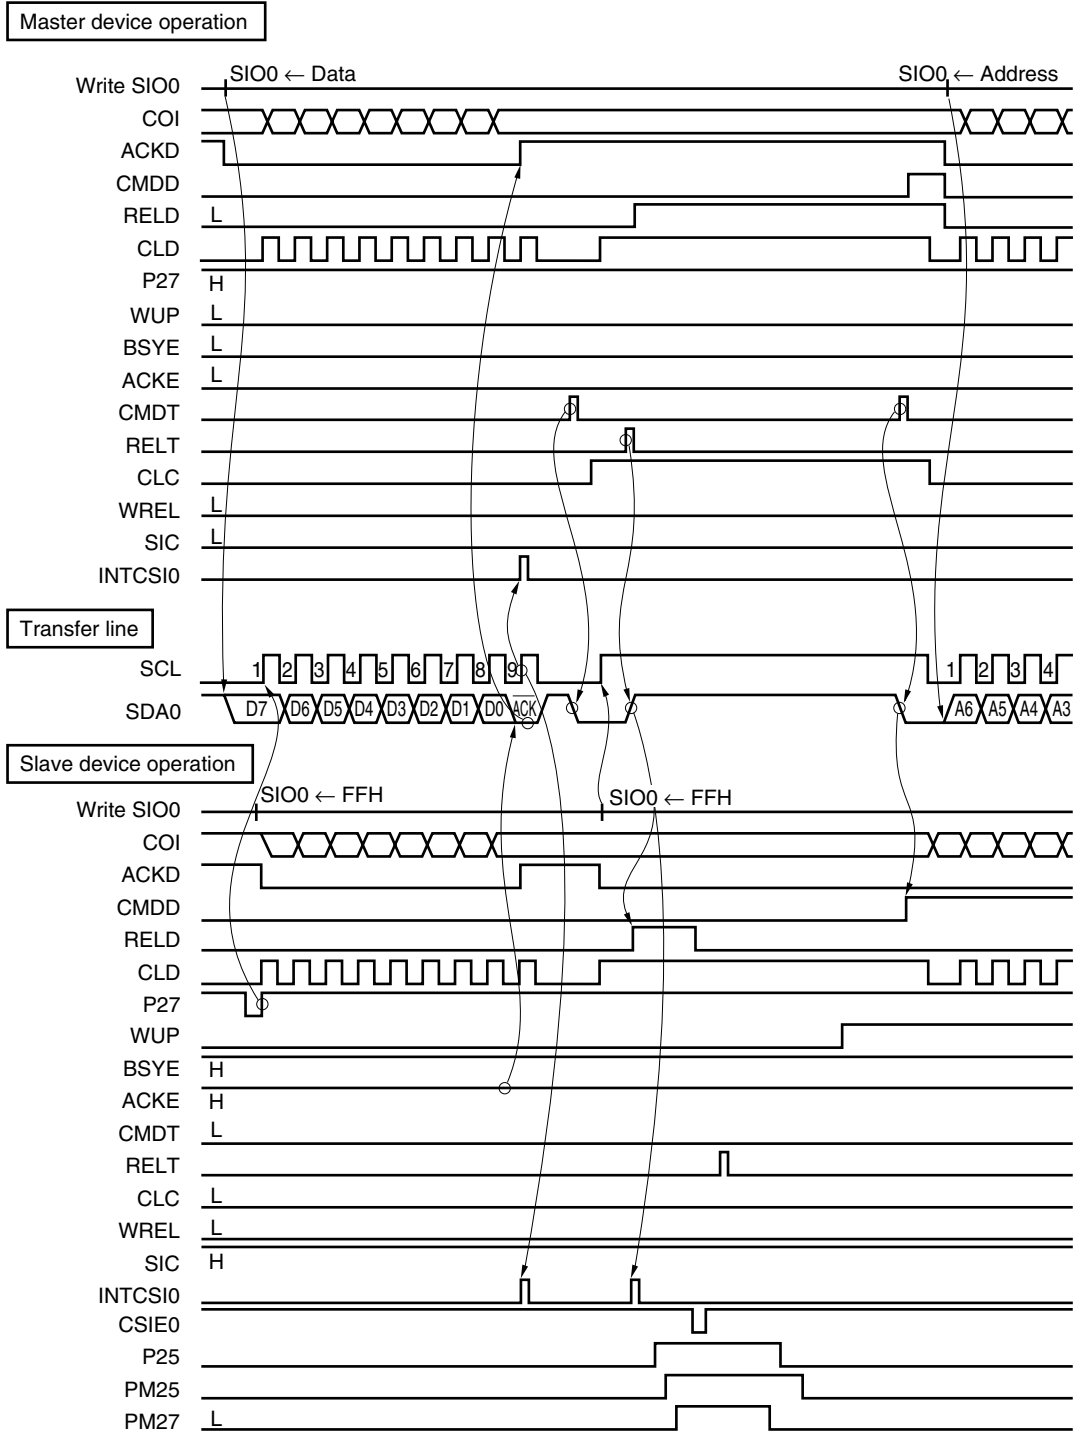 Master device operation
Write SIO0 SIO0 ← Data SIO0 ← Address
COI
ACKD
CMDD
RELD L
CLD
P27 H
WUP L
BSYE L
ACKE L
CMDT
RELT
CLC
WREL L
SIC L
INTCSI0
Transfer line
SCL 1 2 3 4 5 6 7 8 9 1 2 3 4
SDA0 D7 D6 D5 D4 D3 D2 D1 D0 ACK A6 A5 A4 A3
Slave device operation
Write SIO0 SIO0 ← FFH SIO0 ← FFH
COI
ACKD
CMDD
RELD
CLD
P27
WUP
BSYE H
ACKE H
CMDT L
RELT
CLC L
WREL L
SIC H
INTCSI0
CSIE0
P25
PM25
PM27 L